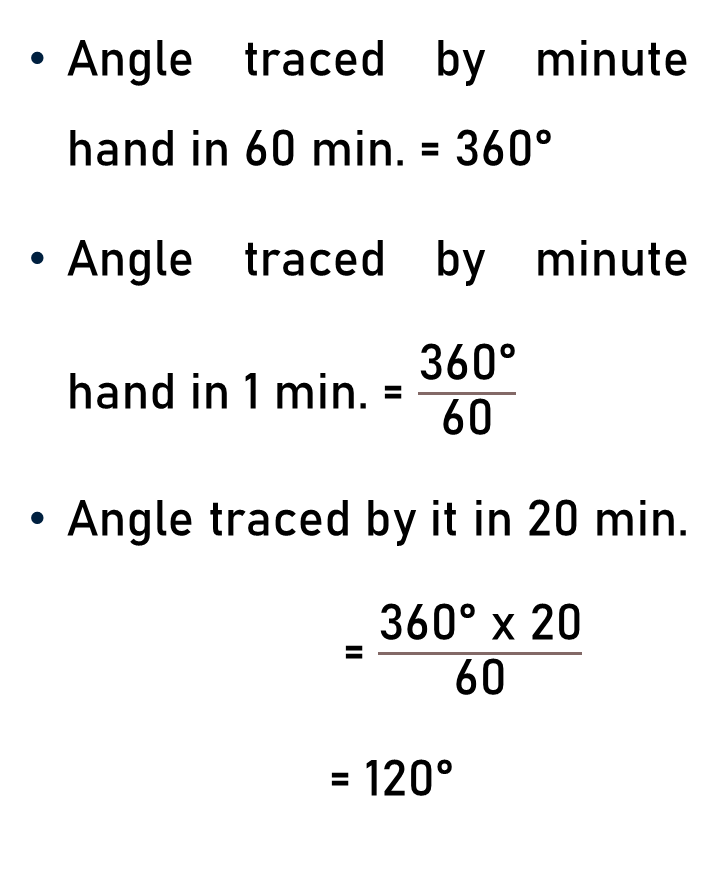 • Angle traced by minute
hand in 60 min. = 360°
• Angle traced by minute
hand in 1 min. = 360°/60
• Angle traced by it in 20 min.
= 360° x 20/60
= 120°